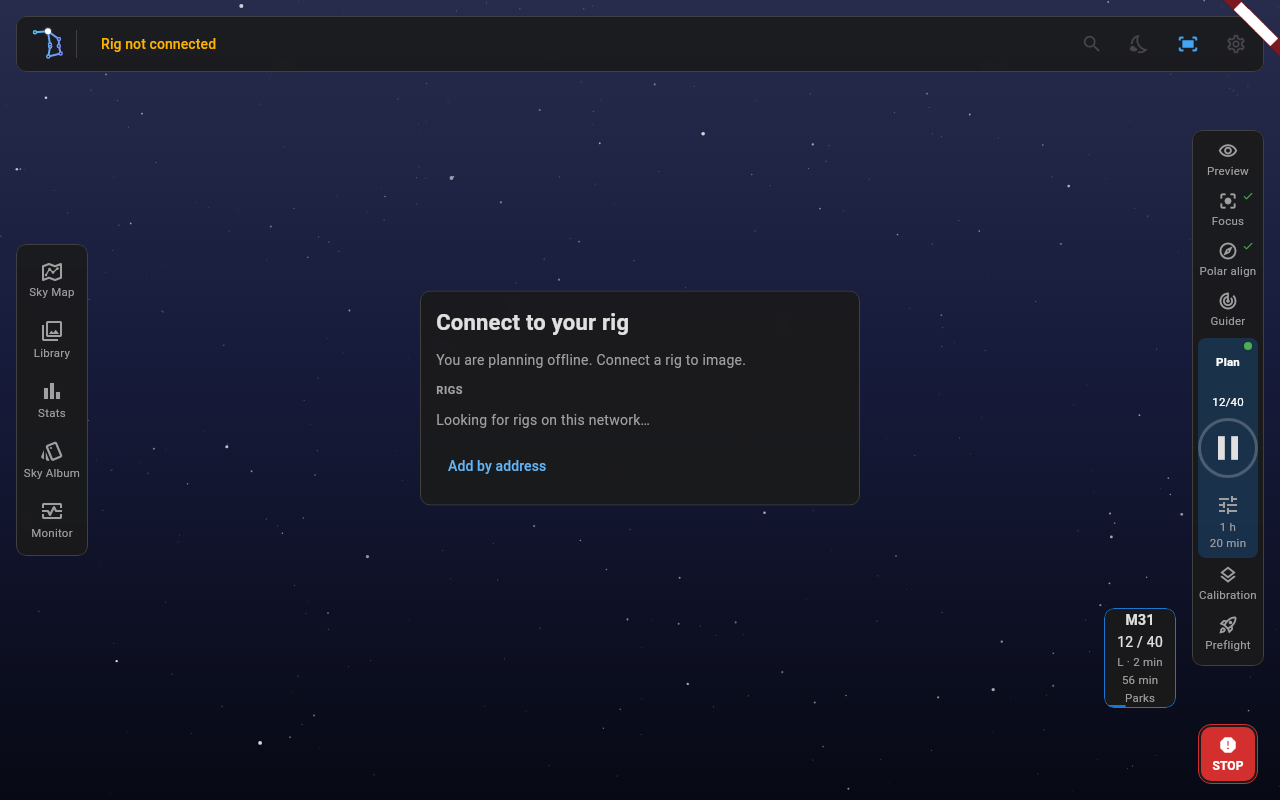 Rig not connected
Sky Map
Library
Stats
Sky Album
Monitor
Connect to your rig
You are planning offline. Connect a rig to image.
RIGS
Looking for rigs on this network…
Add by address
Preview
Focus
Polar align
Guider
Plan
12/40
1 h
20 min
Calibration
Preflight
M31
12 / 40
L · 2 min
56 min
Parks
STOP